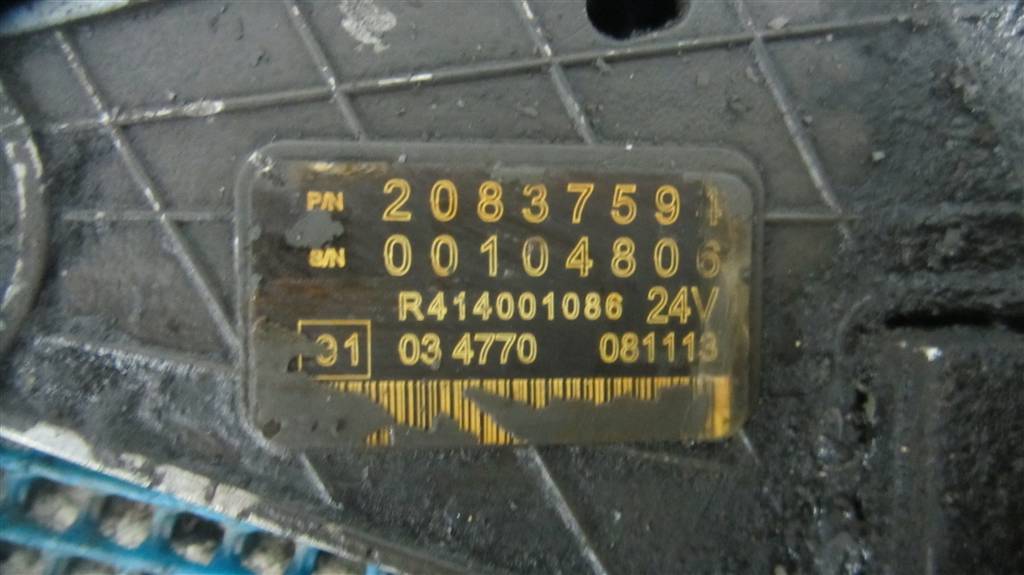 P/N 2083759
S/N 00104806
R414001086 24V
31 03 4770 081113